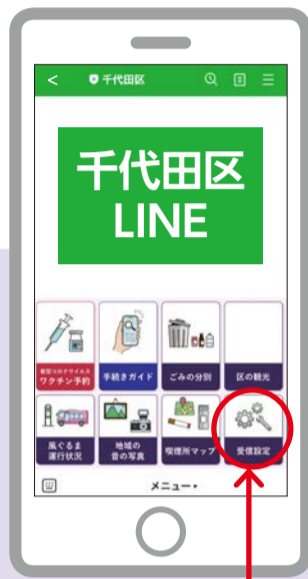 < 千代田区
千代田区
LINE
新型コロナウイルス
ワクチン予約
手続きガイド
ごみの分別
区の観光
風ぐるま
運行状況
地域の
昔の写真
喫煙所マップ
受信設定
メニュー▾